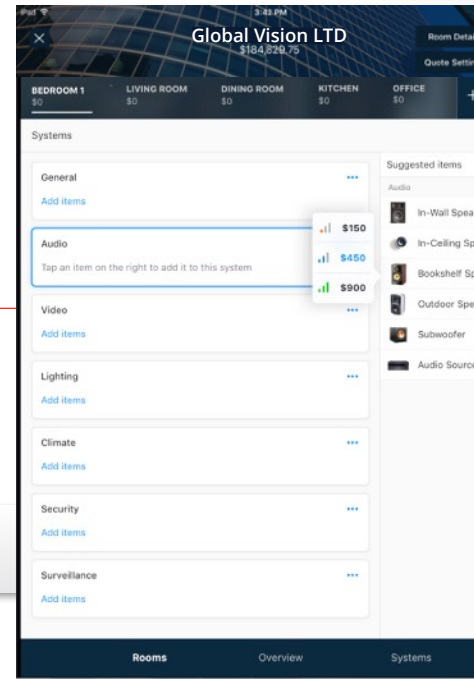 iPad 3:42 PM
Global Vision LTD
$184,829.75
Room Detai
Quote Settin
BEDROOM 1 LIVING ROOM DINING ROOM KITCHEN OFFICE
$0 $0 $0 $0 $0
Systems
General
Add items
Audio
Tap an item on the right to add it to this system
$150
$450
$900
Video
Add items
Lighting
Add items
Climate
Add items
Security
Add items
Surveillance
Add items
Suggested items
Audio
In-Wall Spea
In-Ceiling Sp
Bookshelf Sp
Outdoor Spe
Subwoofer
Audio Source
Rooms Overview Systems